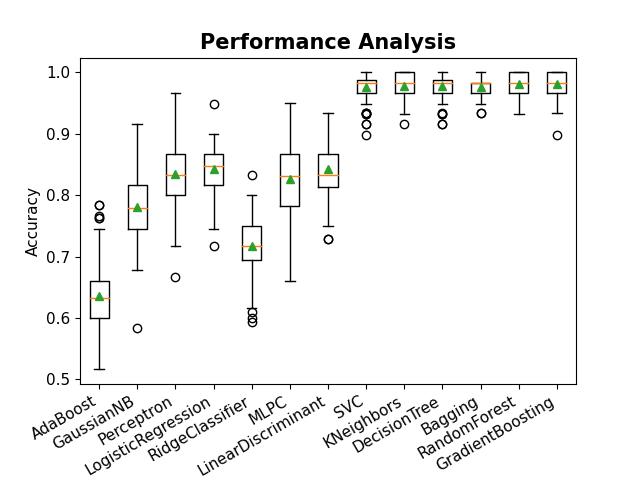 Performance Analysis
Accuracy
1.0
0.9
0.8
0.7
0.6
0.5
AdaBoost
GaussianNB
Perceptron
LogisticRegression
RidgeClassifier
MLPC
LinearDiscriminant
SVC
KNeighbors
DecisionTree
Bagging
RandomForest
GradientBoosting